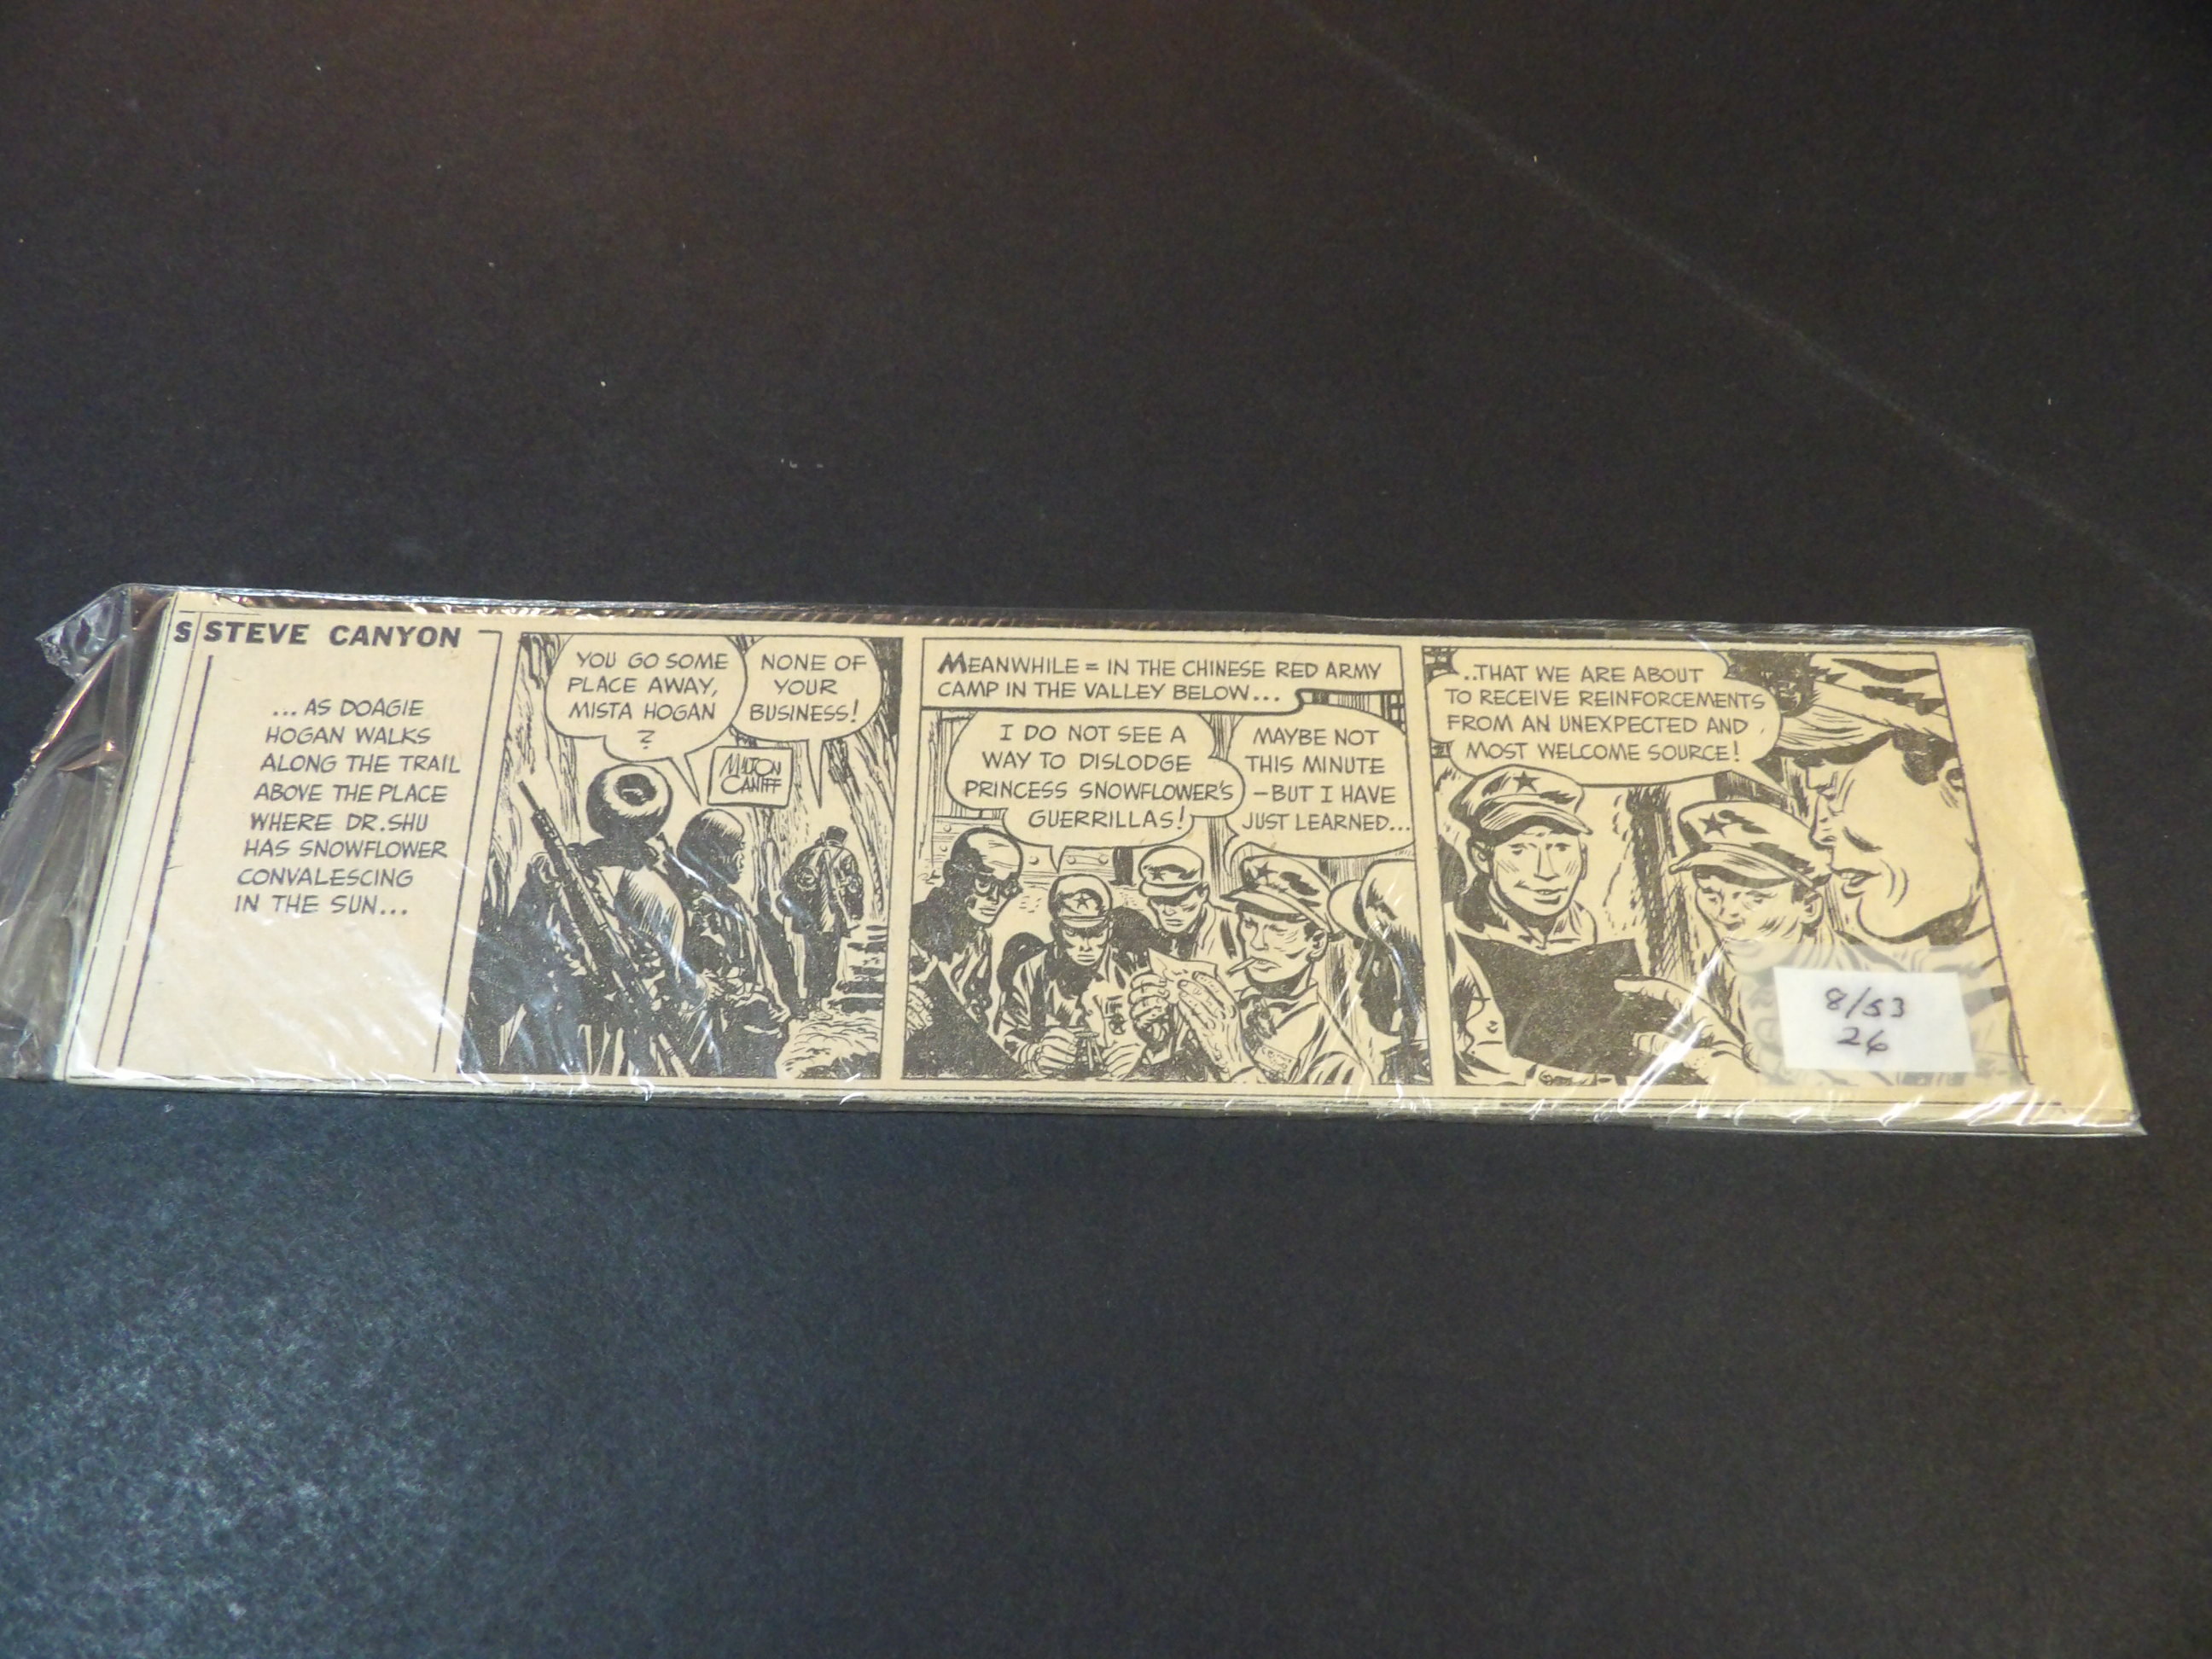 S STEVE CANYON
...AS DOAGIE
HOGAN WALKS
ALONG THE TRAIL
ABOVE THE PLACE
WHERE DR.SHU
HAS SNOWFLOWER
CONVALESCING
IN THE SUN...
YOU GO SOME
PLACE AWAY,
MISTA HOGAN
?
NONE OF
YOUR
BUSINESS!
MILTON
CANIFF
MEANWHILE = IN THE CHINESE RED ARMY
CAMP IN THE VALLEY BELOW...
I DO NOT SEE A
WAY TO DISLODGE
PRINCESS SNOWFLOWER'S
GUERRILLAS!
MAYBE NOT
THIS MINUTE
-BUT I HAVE
JUST LEARNED...
..THAT WE ARE ABOUT
TO RECEIVE REINFORCEMENTS
FROM AN UNEXPECTED AND
MOST WELCOME SOURCE!
8/53
26